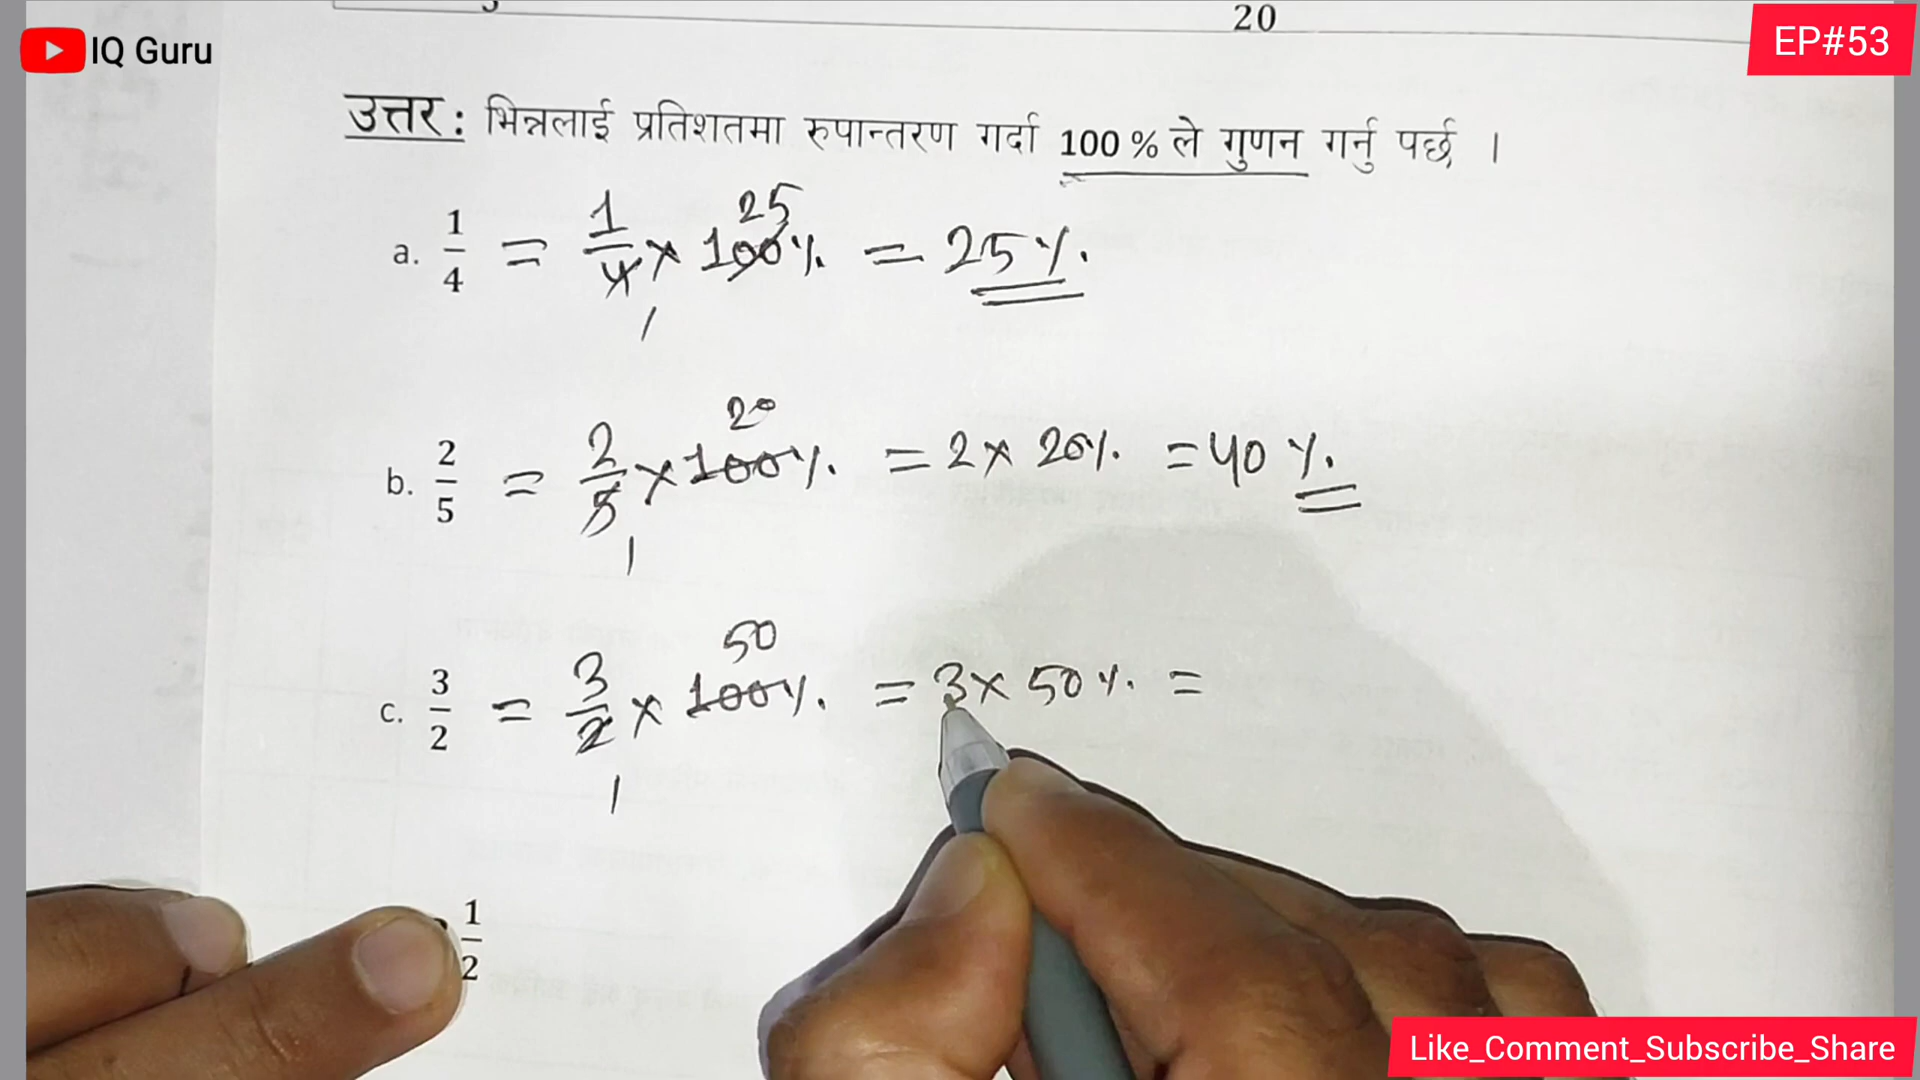 20
IQ Guru
EP#53
उत्तर : भिन्नलाई प्रतिशतमा रुपान्तरण गर्दा 100 % ले गुणन गर्नु पर्छ ।
25
a. 1/4 = 1/4 × 100% = 25%.
1
20
b. 2/5 = 2/5 × 100%. = 2 × 20%. = 40%.
1
50
c. 3/2 = 3/2 × 100%. = 3 × 50%. =
1
1/2
Like_Comment_Subscribe_Share